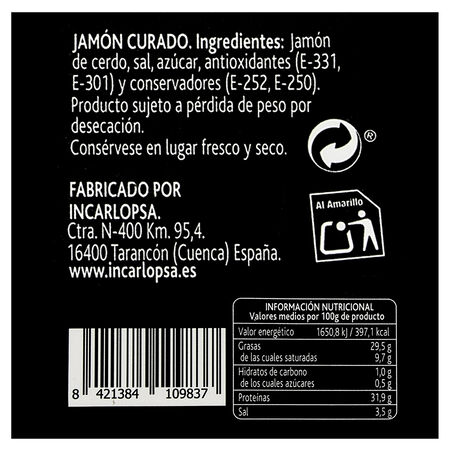 JAMÓN CURADO. Ingredientes: Jamón
de cerdo, sal, azúcar, antioxidantes (E-331,
E-301) y conservadores (E-252, E-250).
Producto sujeto a pérdida de peso por
desecación.
Consérvese en lugar fresco y seco.
®
FABRICADO POR
INCARLOPSA.
Ctra. N-400 Km. 95,4.
16400 Tarancón (Cuenca) España.
www.incarlopsa.es
Al Amarillo
INFORMACIÓN NUTRICIONAL
Valores medios por 100g de producto
Valor energético 1650,8 kJ / 397,1 kcal
Grasas 29,5 g
de las cuales saturadas 9,7 g
Hidratos de carbono 1,0 g
de los cuales azúcares 0,5 g
Proteínas 31,9 g
Sal 3,5 g
8 421384 109837